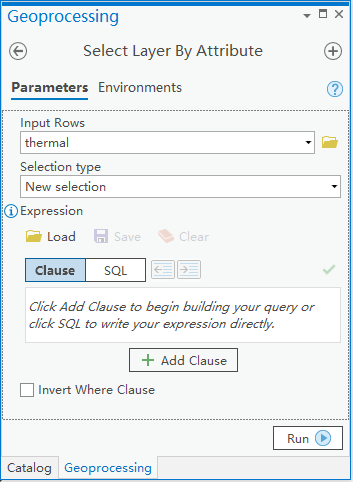 Geoprocessing
Select Layer By Attribute
Parameters Environments
?
Input Rows
thermal
Selection type
New selection
Expression
Load Save Clear
Clause SQL
Click Add Clause to begin building your query or
click SQL to write your expression directly.
Add Clause
Invert Where Clause
Run
Catalog Geoprocessing